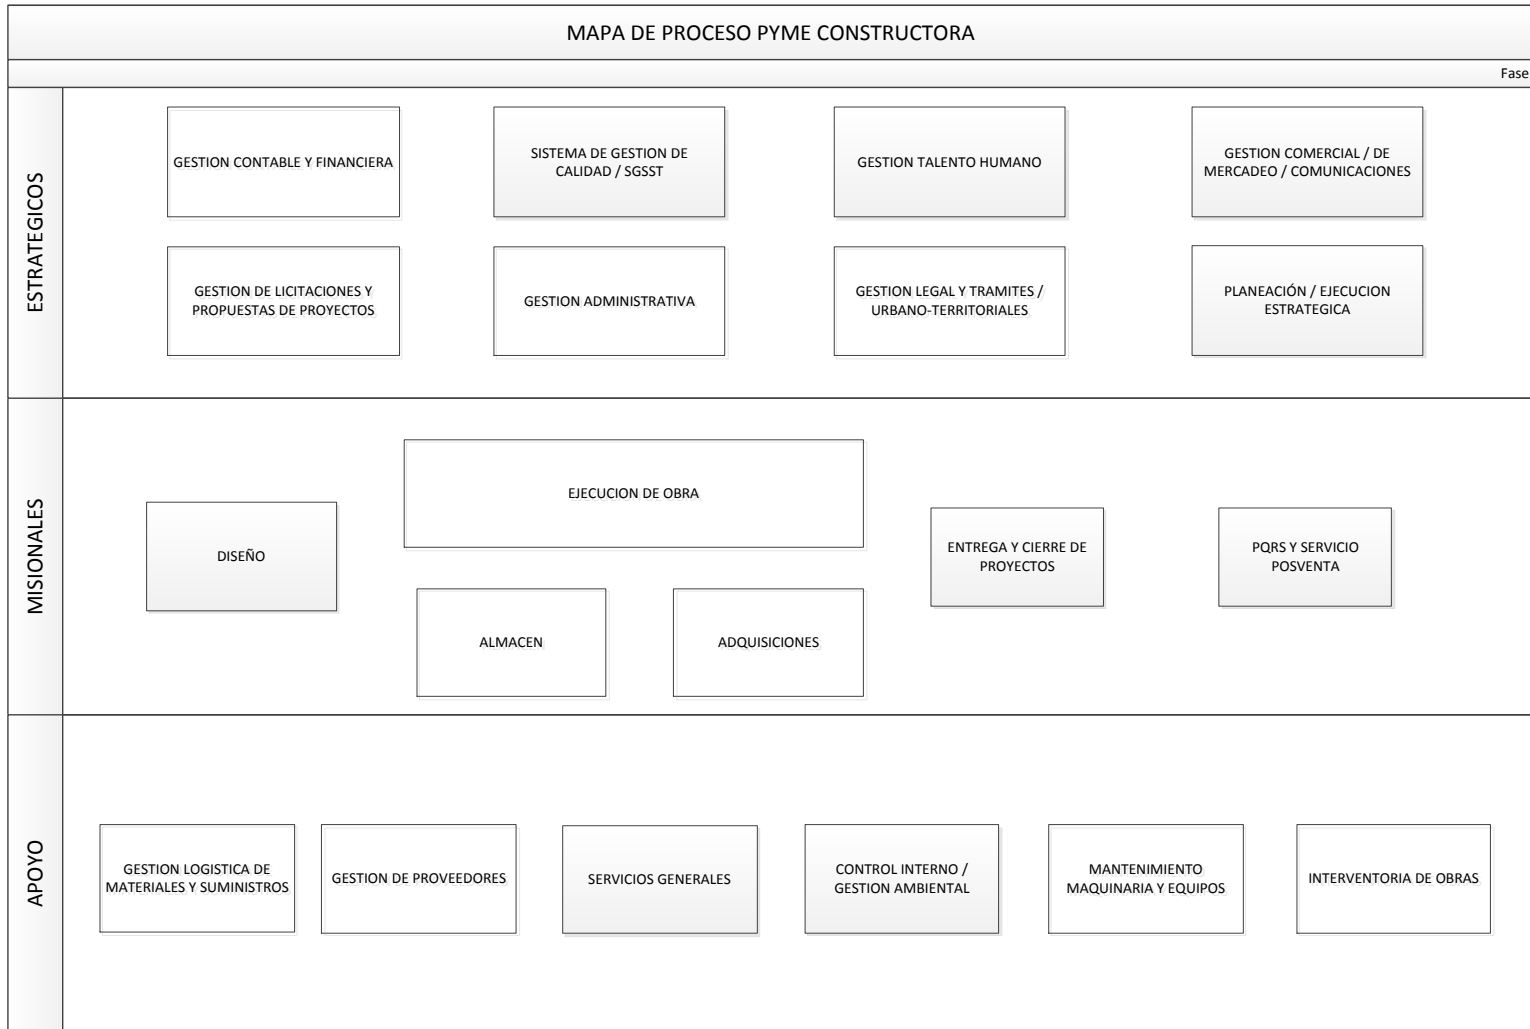 MAPA DE PROCESO PYME CONSTRUCTORA
Fase
ESTRATEGICOS
GESTION CONTABLE Y FINANCIERA
SISTEMA DE GESTION DE
CALIDAD / SGSST
GESTION TALENTO HUMANO
GESTION COMERCIAL / DE
MERCADEO / COMUNICACIONES
GESTION DE LICITACIONES Y
PROPUESTAS DE PROYECTOS
GESTION ADMINISTRATIVA
GESTION LEGAL Y TRAMITES /
URBANO-TERRITORIALES
PLANEACIÓN / EJECUCION
ESTRATEGICA
MISIONALES
DISEÑO
EJECUCION DE OBRA
ALMACEN
ADQUISICIONES
ENTREGA Y CIERRE DE
PROYECTOS
PQRS Y SERVICIO
POSVENTA
APOYO
GESTION LOGISTICA DE
MATERIALES Y SUMINISTROS
GESTION DE PROVEEDORES
SERVICIOS GENERALES
CONTROL INTERNO /
GESTION AMBIENTAL
MANTENIMIENTO
MAQUINARIA Y EQUIPOS
INTERVENTORIA DE OBRAS